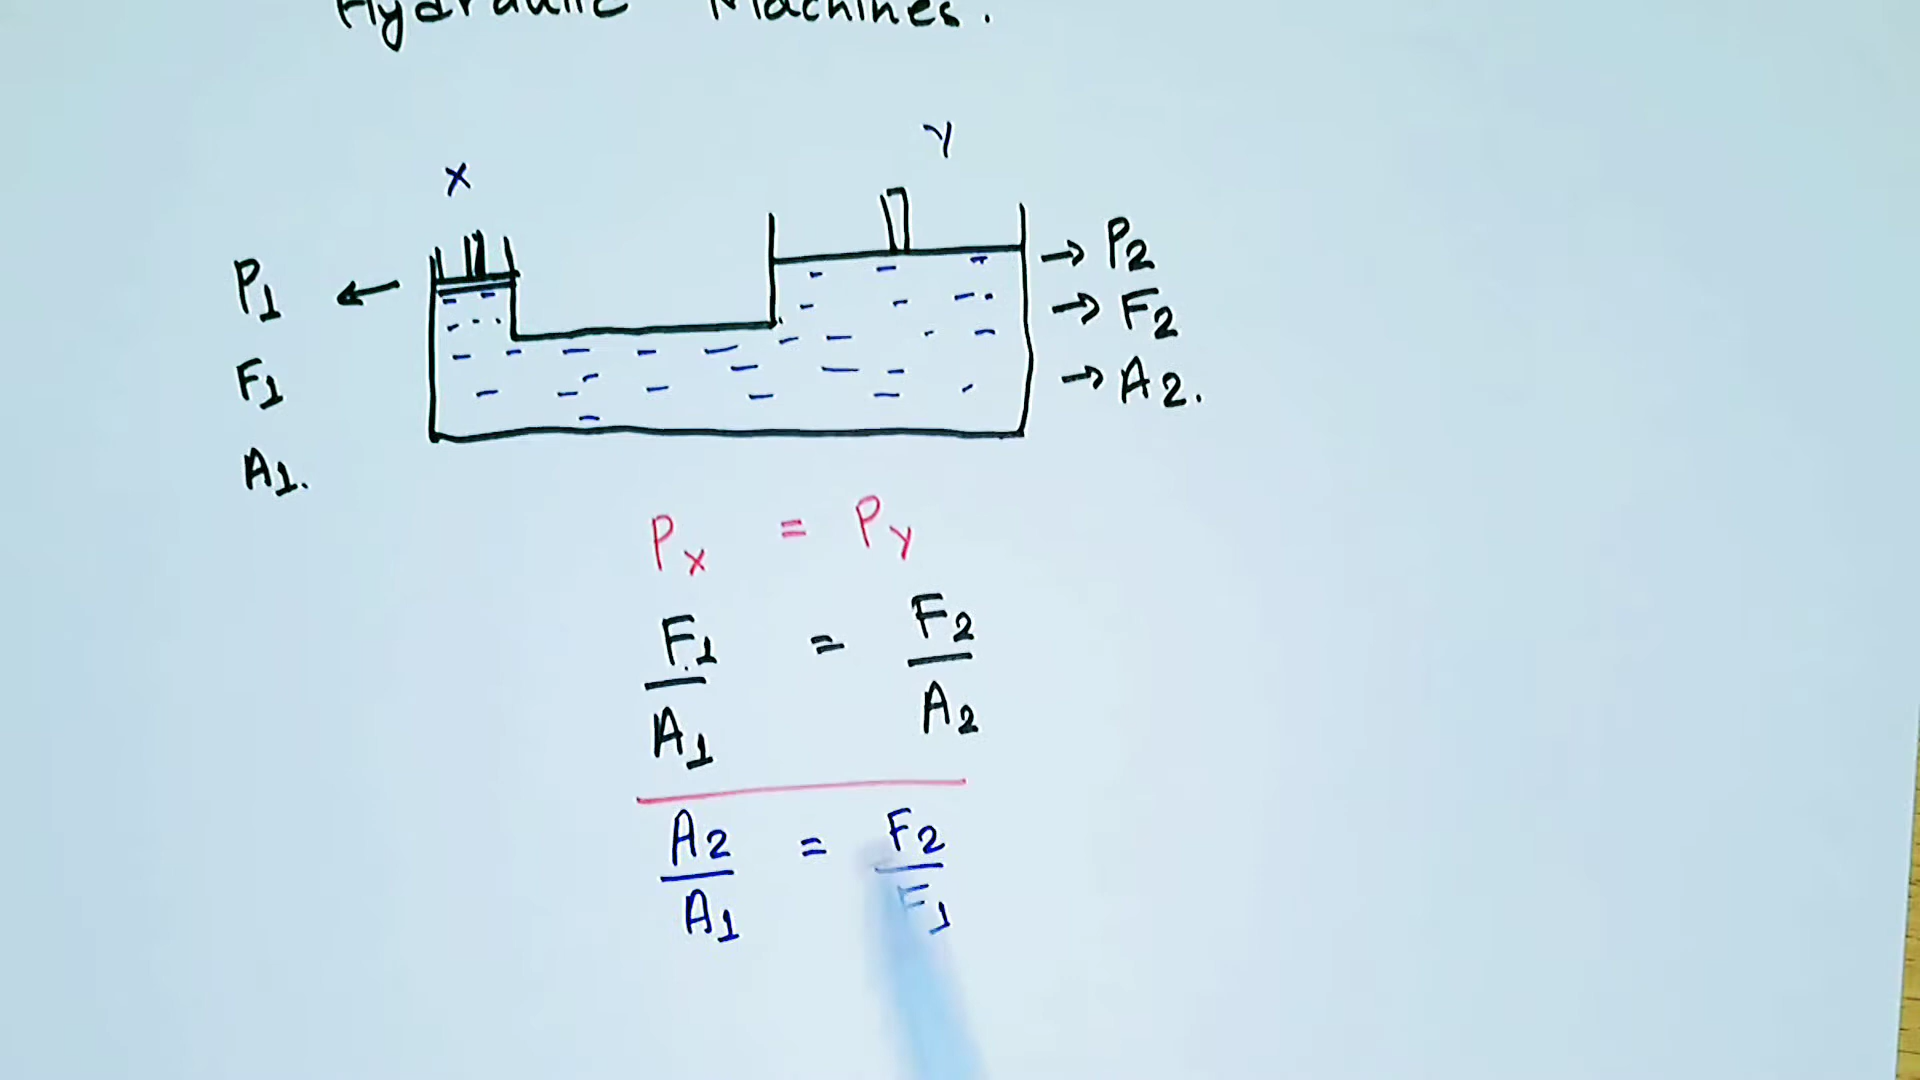 Hydraulic Machines.
X
Y
P1
F1
A1.
→ P2
→ F2
→ A2.
Px = Py
F1/A1 = F2/A2
A2/A1 = F2/F1